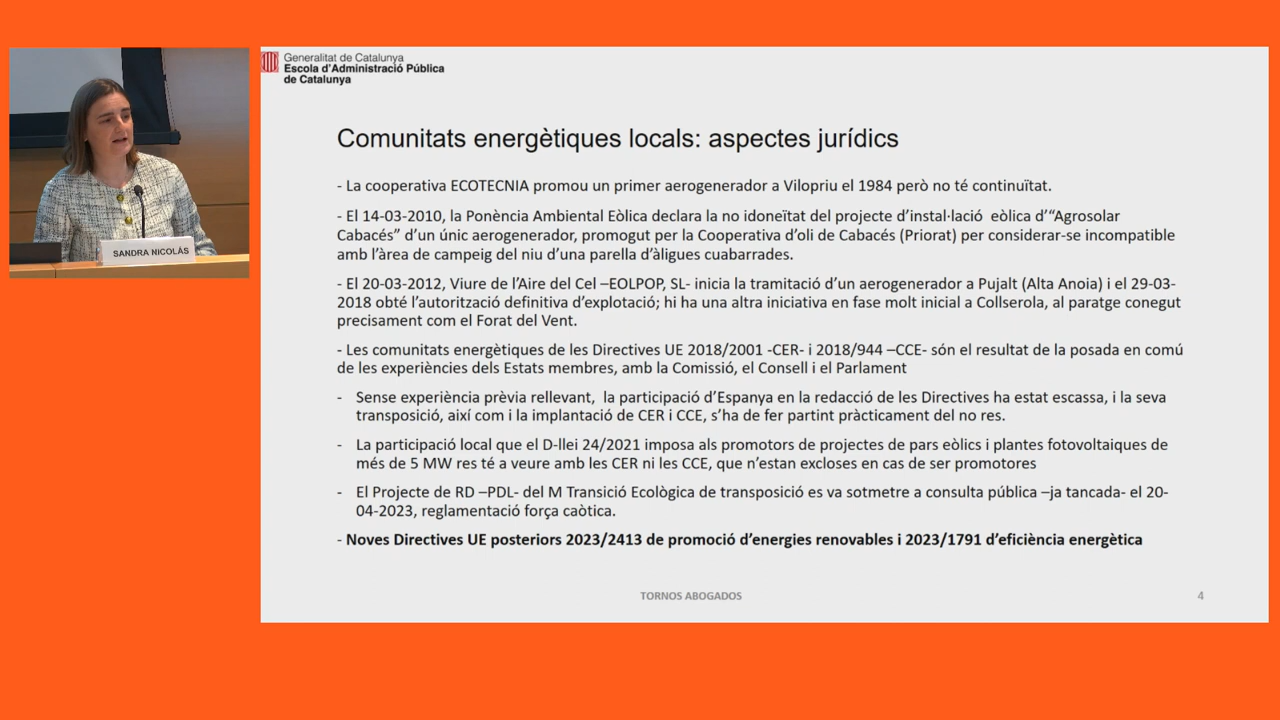 SANDRA NICOLÀS
Generalitat de Catalunya
Escola d'Administració Pública
de Catalunya
Comunitats energètiques locals: aspectes jurídics
- La cooperativa ECOTECNIA promou un primer aerogenerador a Vilopriu el 1984 però no té continuïtat.
- El 14-03-2010, la Ponència Ambiental Eòlica declara la no idoneïtat del projecte d'instal·lació eòlica d'“Agrosolar
Cabacés” d'un únic aerogenerador, promogut per la Cooperativa d'oli de Cabacés (Priorat) per considerar-se incompatible
amb l'àrea de campeig del niu d'una parella d'àligues cuabarrades.
- El 20-03-2012, Viure de l'Aire del Cel –EOLPOP, SL- inicia la tramitació d'un aerogenerador a Pujalt (Alta Anoia) i el 29-03-
2018 obté l'autorització definitiva d'explotació; hi ha una altra iniciativa en fase molt inicial a Collserola, al paratge conegut
precisament com el Forat del Vent.
- Les comunitats energètiques de les Directives UE 2018/2001 -CER- i 2018/944 –CCE- són el resultat de la posada en comú
de les experiències dels Estats membres, amb la Comissió, el Consell i el Parlament
- Sense experiència prèvia rellevant, la participació d'Espanya en la redacció de les Directives ha estat escassa, i la seva
transposició, així com i la implantació de CER i CCE, s'ha de fer partint pràcticament del no res.
- La participació local que el D-llei 24/2021 imposa als promotors de projectes de pars eòlics i plantes fotovoltaiques de
més de 5 MW res té a veure amb les CER ni les CCE, que n'estan excloses en cas de ser promotores
- El Projecte de RD –PDL- del M Transició Ecològica de transposició es va sotmetre a consulta pública –ja tancada- el 20-
04-2023, reglamentació força caòtica.
- Noves Directives UE posteriors 2023/2413 de promoció d'energies renovables i 2023/1791 d'eficiència energètica
TORNOS ABOGADOS
4